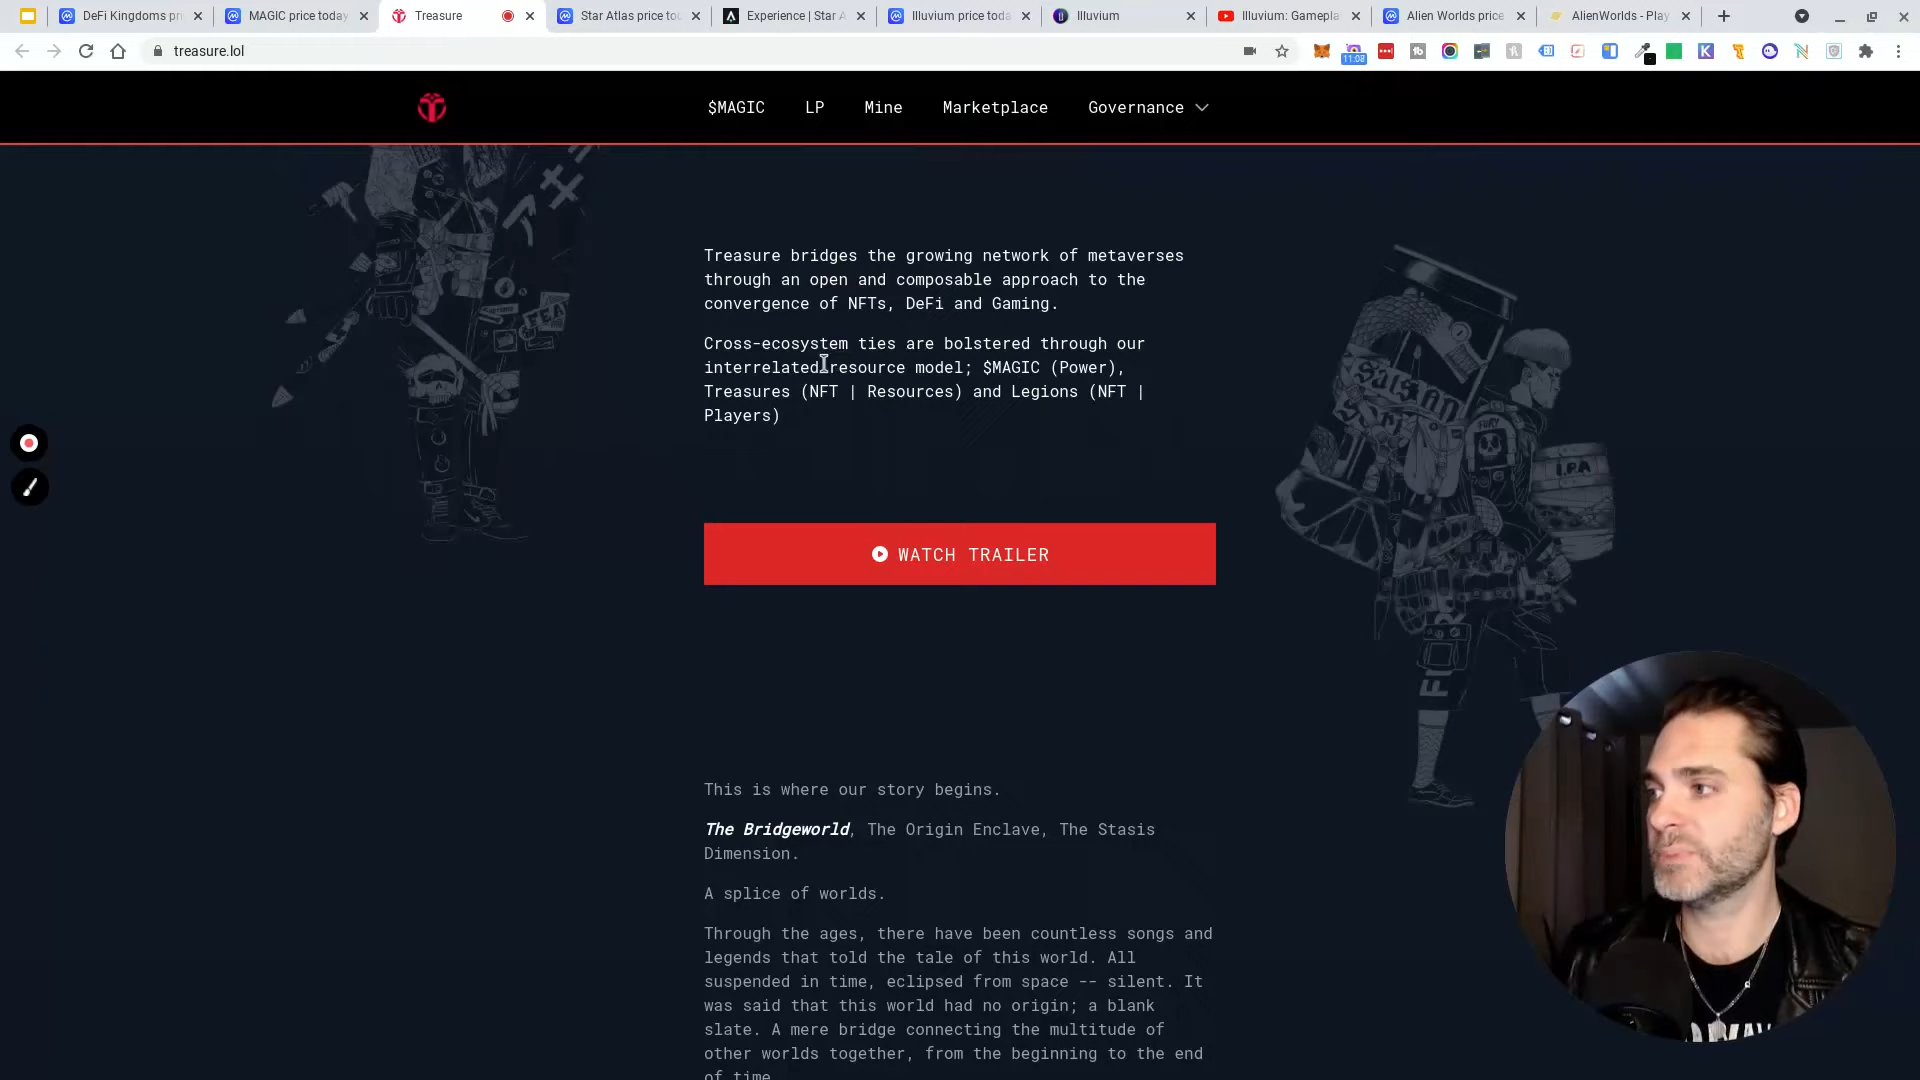 DeFi Kingdoms pri
MAGIC price today
Treasure
Star Atlas price tod
Experience | Star A
Illuvium price toda
Illuvium
Illuvium: Gamepla
Alien Worlds price
AlienWorlds - Play
treasure.lol
11:08
$MAGIC
LP
Mine
Marketplace
Governance
Treasure bridges the growing network of metaverses
through an open and composable approach to the
convergence of NFTs, DeFi and Gaming.
Cross-ecosystem ties are bolstered through our
interrelated resource model; $MAGIC (Power),
Treasures (NFT | Resources) and Legions (NFT |
Players)
I.P.A
FURY
WATCH TRAILER
This is where our story begins.
The Bridgeworld, The Origin Enclave, The Stasis
Dimension.
A splice of worlds.
Through the ages, there have been countless songs and
legends that told the tale of this world. All
suspended in time, eclipsed from space -- silent. It
was said that this world had no origin; a blank
slate. A mere bridge connecting the multitude of
other worlds together, from the beginning to the end
of time.